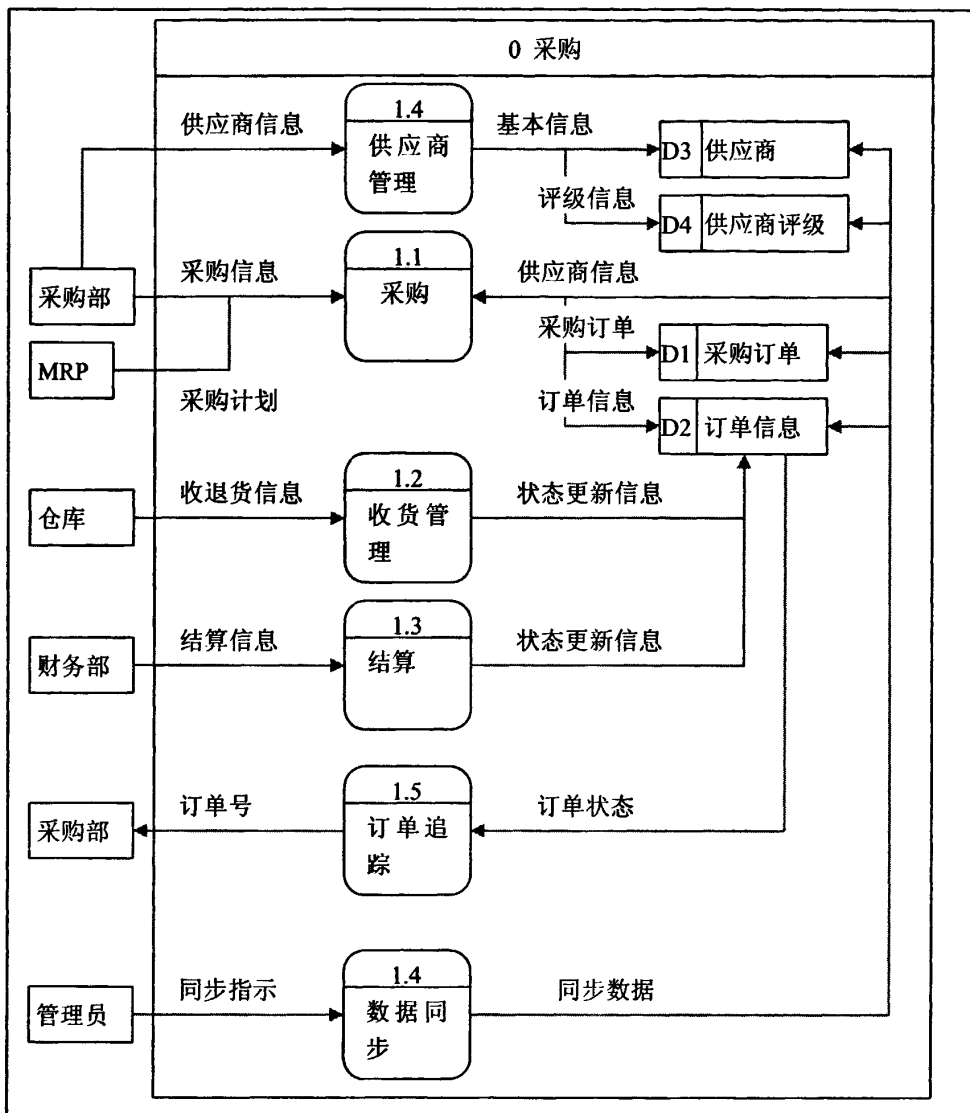 0 采购
供应商信息
1.4
供应商
管理
基本信息
D3 供应商
评级信息
D4 供应商评级
采购部
采购信息
1.1
采购
供应商信息
MRP
采购计划
采购订单
D1 采购订单
订单信息
D2 订单信息
仓库
收退货信息
1.2
收货管
理
状态更新信息
财务部
结算信息
1.3
结算
状态更新信息
采购部
订单号
1.5
订单追
踪
订单状态
管理员
同步指示
1.4
数据同
步
同步数据